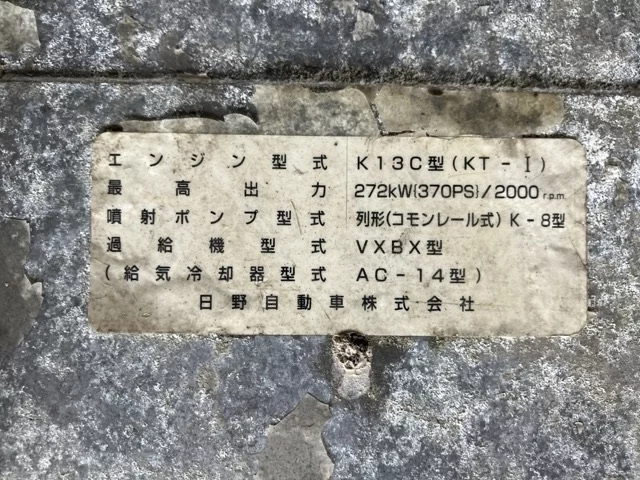 エンジン型式 K13C型(KT-Ⅰ)
最高出力 272kW{370PS}/2000r.p.m
噴射ポンプ型式 列形(コモンレール式)K-8型
過給機型式 VXBX型
(給気冷却器型式 AC-14型)
日野自動車株式会社